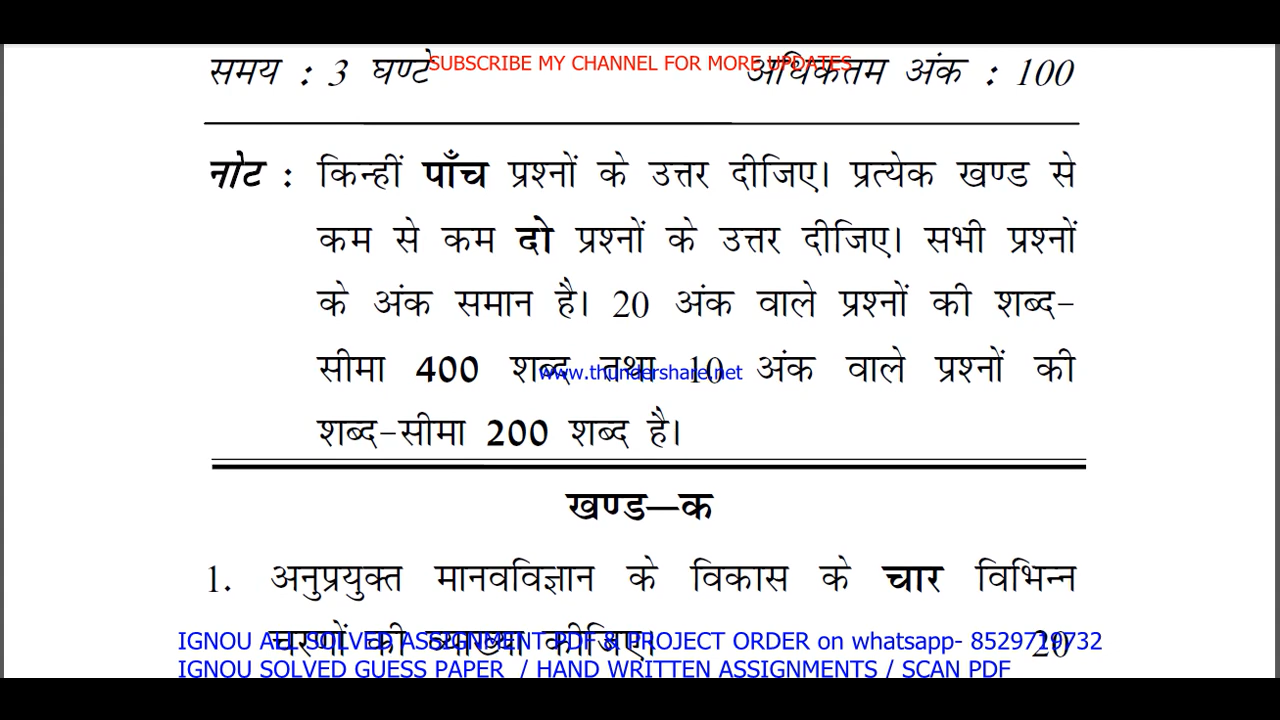 समय : 3 घण्टे अधिकतम अंक : 100
SUBSCRIBE MY CHANNEL FOR MORE UPDATES
नोट : किन्हीं पाँच प्रश्नों के उत्तर दीजिए। प्रत्येक खण्ड से
कम से कम दो प्रश्नों के उत्तर दीजिए। सभी प्रश्नों
के अंक समान है। 20 अंक वाले प्रश्नों की शब्द-
सीमा 400 शब्द तथा 10 अंक वाले प्रश्नों की
www.thundershare.net
शब्द-सीमा 200 शब्द है।
खण्ड—क
1. अनुप्रयुक्त मानवविज्ञान के विकास के चार विभिन्न
चरणों की व्याख्या कीजिए। 20
IGNOU ALL SOLVED ASSIGNMENT PDF & PROJECT ORDER on whatsapp- 8529719732
IGNOU SOLVED GUESS PAPER / HAND WRITTEN ASSIGNMENTS / SCAN PDF